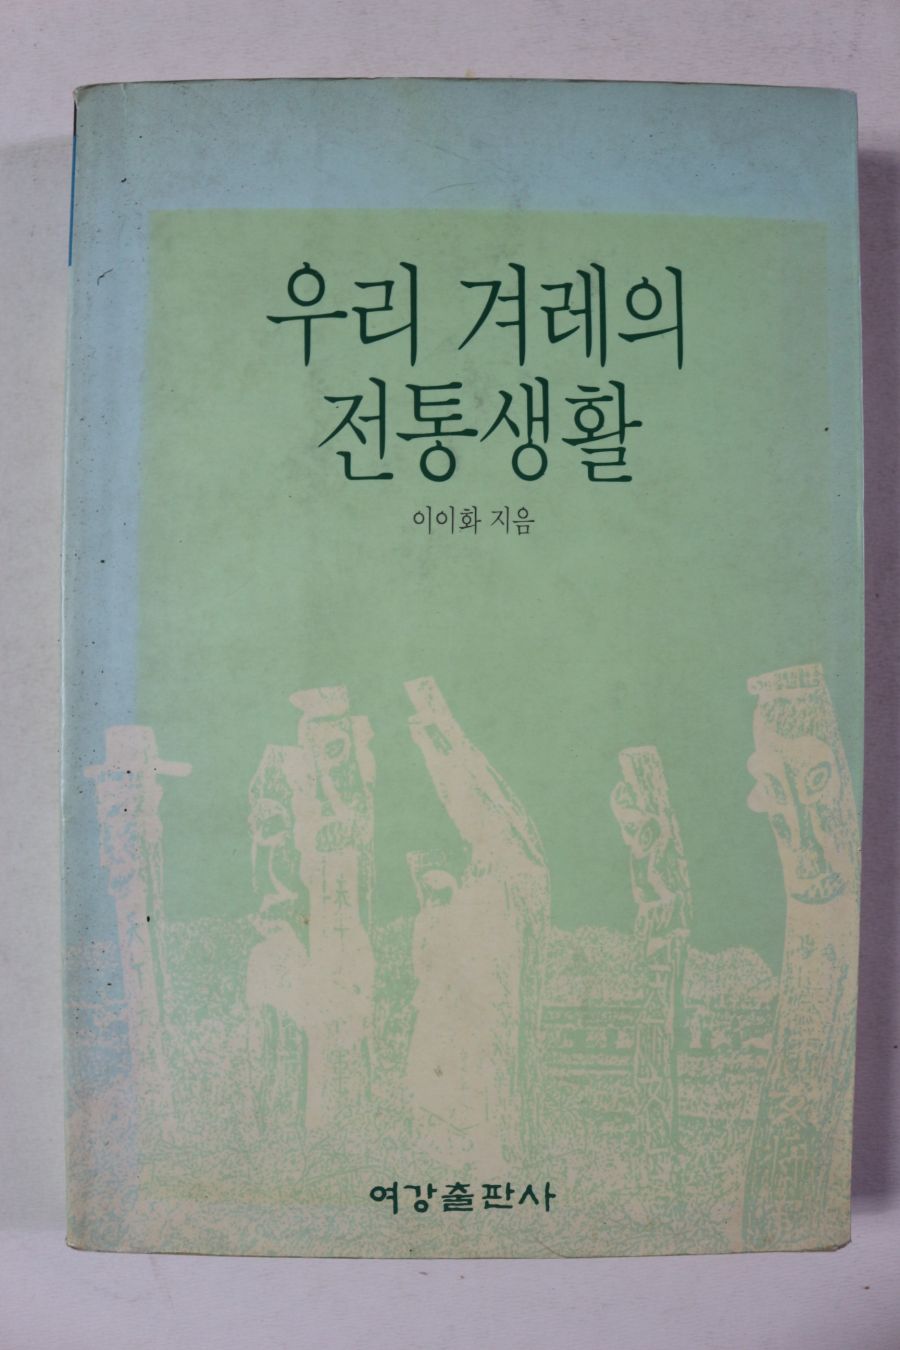 우리 겨레의
전통생활
이이화 지음
여강출판사